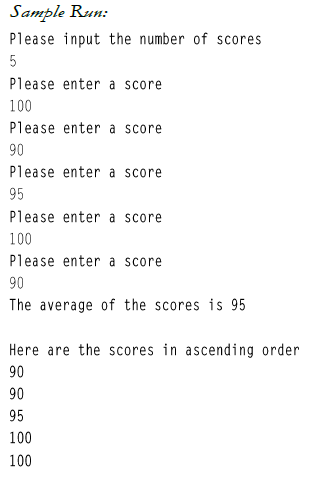 Sample Run:
Please input the number of scores
5
Please enter a score
100
Please enter a score
90
Please enter a score
95
Please enter a score
100
Please enter a score
90
The average of the scores is 95
Here are the scores in ascending order
90
90
95
100
100